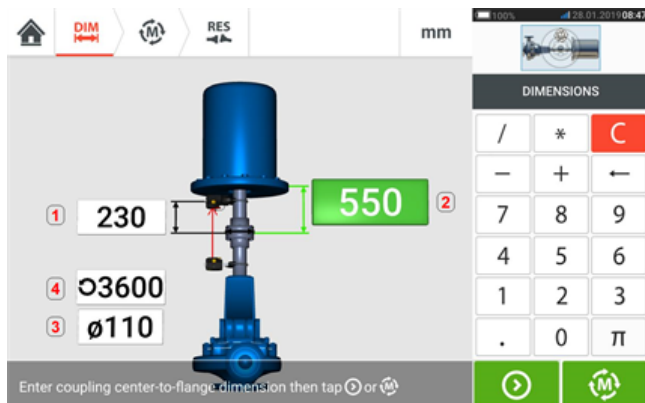 100% 28.01.2019 08:47
DIM M RES mm
DIMENSIONS
/ * C
− + ←
7 8 9
4 5 6
1 2 3
. 0 π
M
550 2
1 230
4 3600
3 ø110
Enter coupling center-to-flange dimension then tap or M